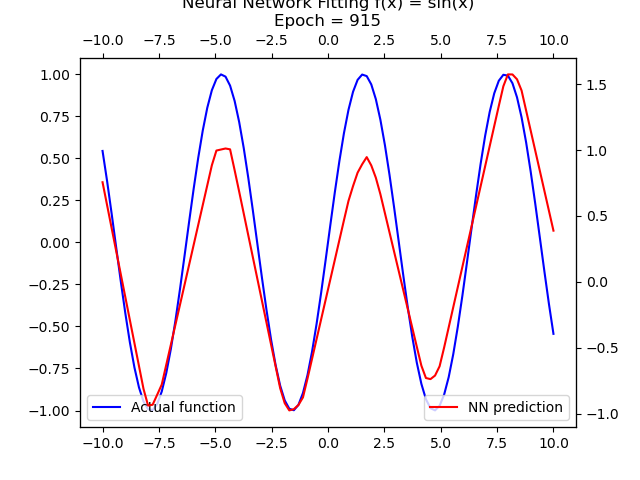 Neural Network Fitting f(x) = sin(x)
Epoch = 915
−10.0 −7.5 −5.0 −2.5 0.0 2.5 5.0 7.5 10.0
1.00
0.75
0.50
0.25
0.00
−0.25
−0.50
−0.75
−1.00
1.5
1.0
0.5
0.0
−0.5
−1.0
Actual function
NN prediction
−10.0 −7.5 −5.0 −2.5 0.0 2.5 5.0 7.5 10.0